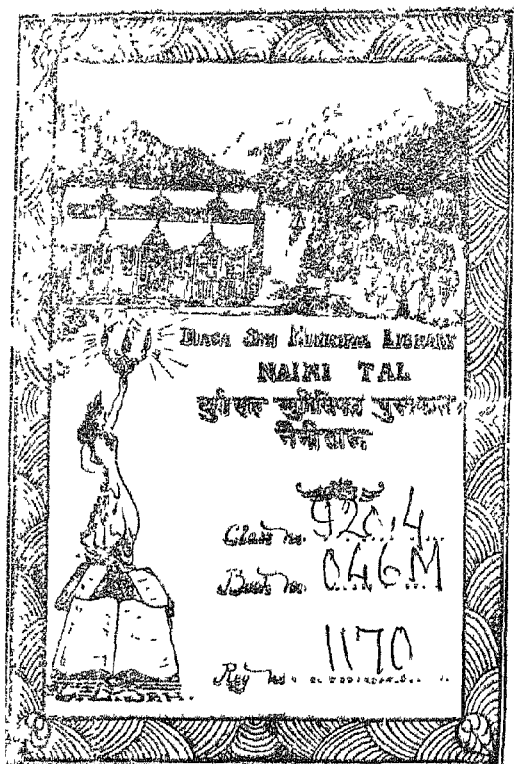 DURGA SAH MUNICIPAL LIBRARY
NAINI TAL
दुर्गासाह म्युनिसिपल पुस्तकालय
नैनीताल
Class no. 920.4
Book no. O46M
Reg no. 1170